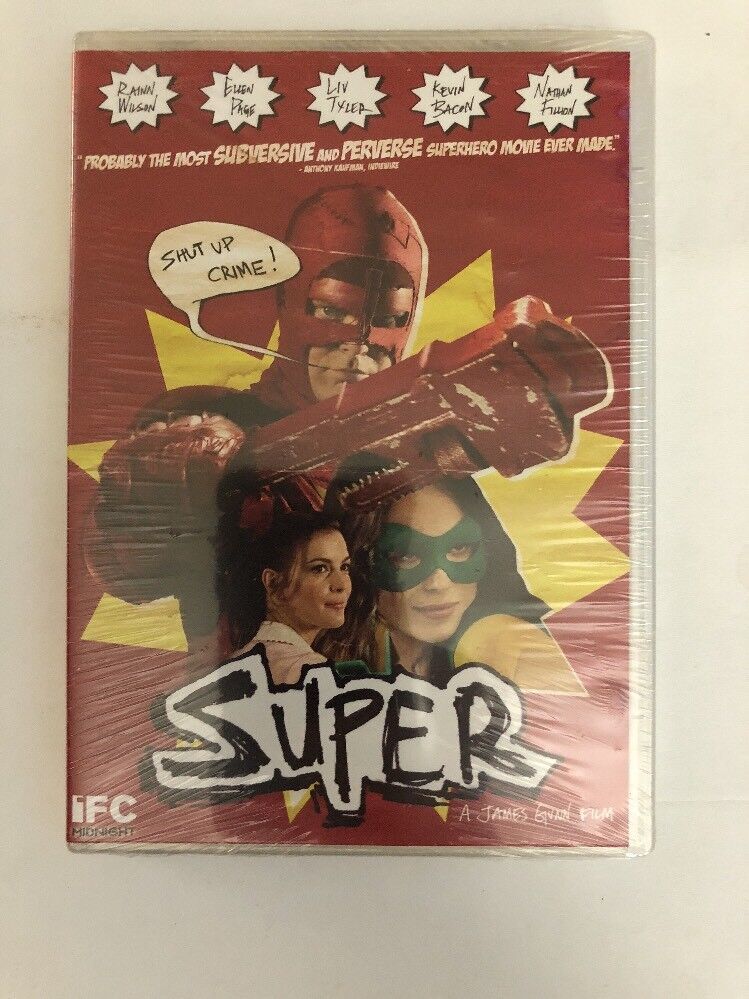 RAINN WILSON
ELLEN PAGE
LIV TYLER
KEVIN BACON
NATHAN FILLION
"PROBABLY THE MOST SUBVERSIVE AND PERVERSE SUPERHERO MOVIE EVER MADE."
- ANTHONY KAUFMAN, INDIEWIRE
SHUT UP
CRIME!
SUPER
A JAMES GUNN FILM
IFC
MIDNIGHT